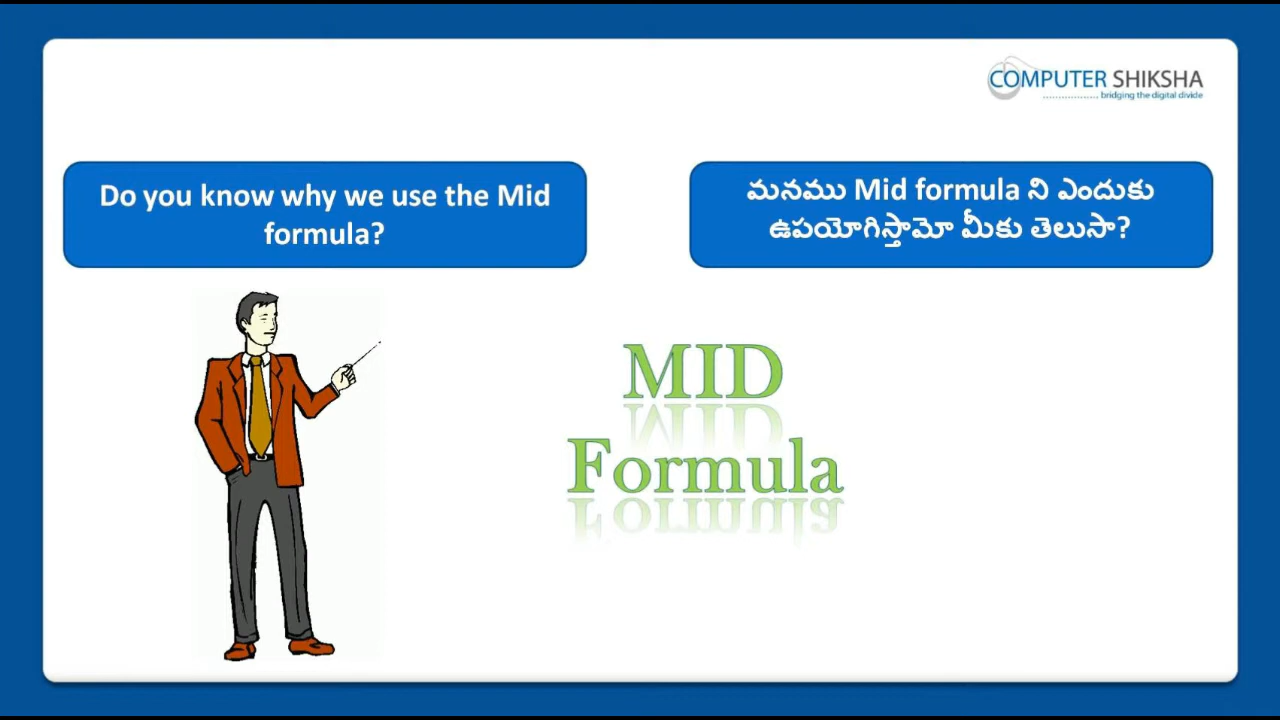 COMPUTER SHIKSHA
bridging the digital divide
Do you know why we use the Mid
formula?
మనము Mid formula ని ఎందుకు
ఉపయోగిస్తామో మీకు తెలుసా?
MID
Formula